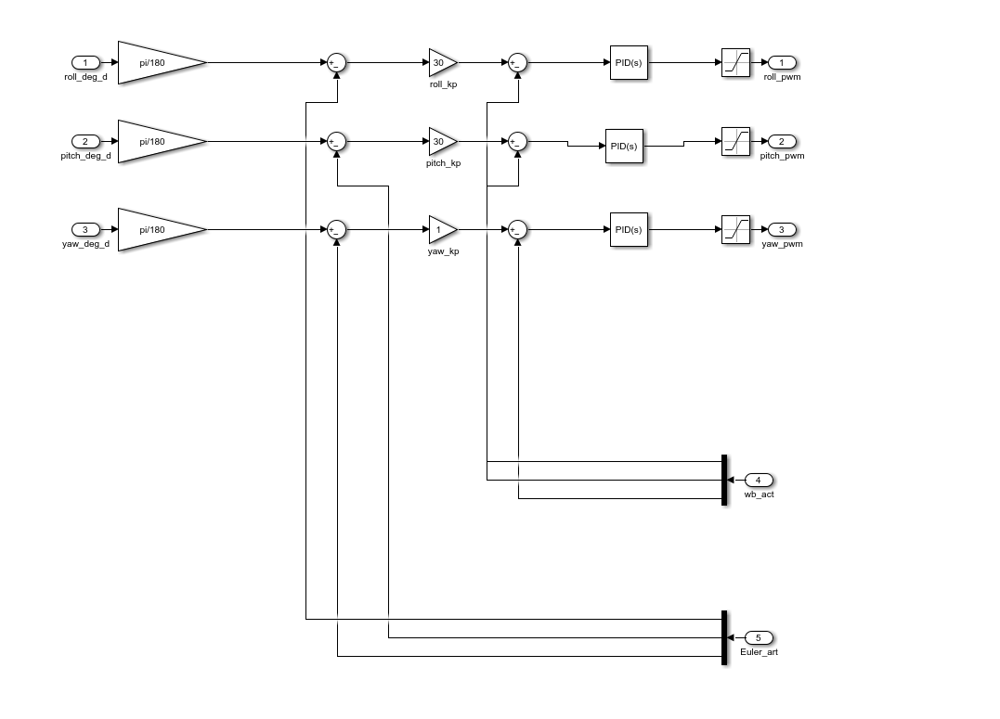 1
pi/180
+
−
30
+
−
PID(s)
1
roll_deg_d
roll_kp
roll_pwm
2
pi/180
+
−
30
+
−
PID(s)
2
pitch_deg_d
pitch_kp
pitch_pwm
3
pi/180
+
−
1
+
−
PID(s)
3
yaw_deg_d
yaw_kp
yaw_pwm
4
wb_act
5
Euler_art